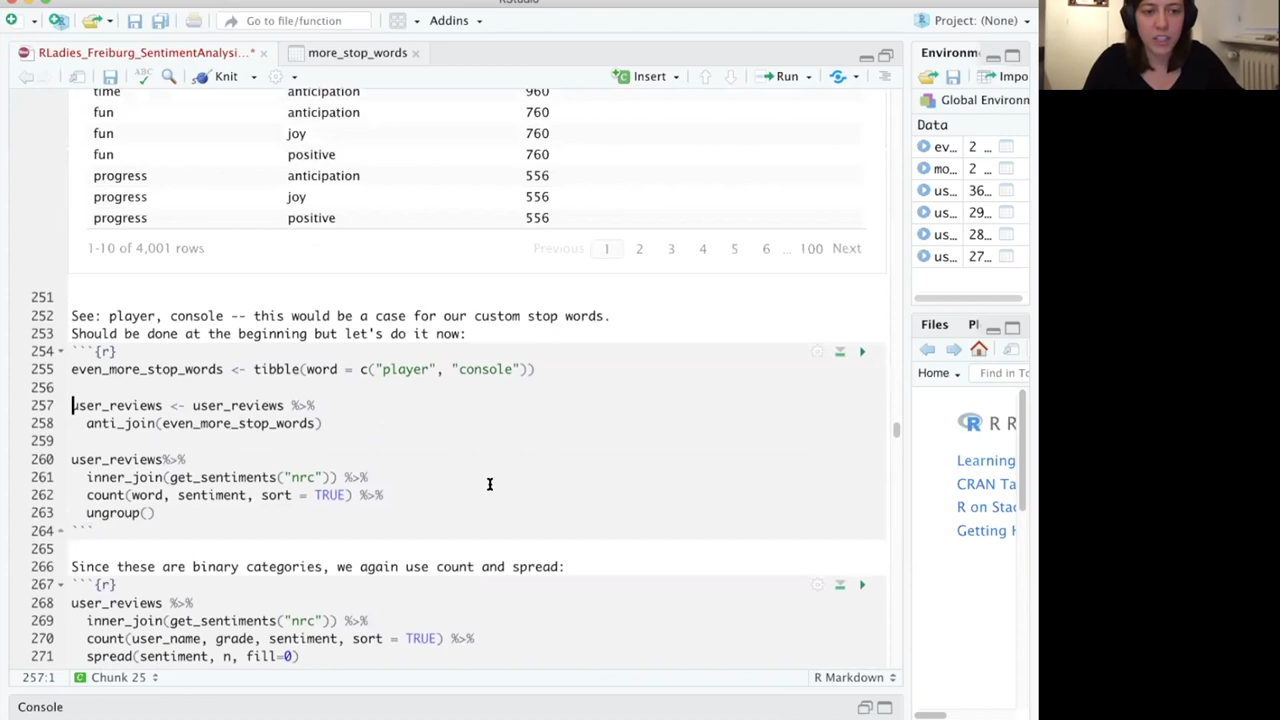 RStudio
Go to file/function
Addins
Project: (None)
RLadies_Freiburg_SentimentAnalysi...*
more_stop_words
Knit
Insert
Run
time anticipation 960
fun anticipation 760
fun joy 760
fun positive 760
progress anticipation 556
progress joy 556
progress positive 556
1-10 of 4,001 rows
Previous 1 2 3 4 5 6 ... 100 Next
251
252 See: player, console -- this would be a case for our custom stop words.
253 Should be done at the beginning but let's do it now:
254 ```{r}
255 even_more_stop_words <- tibble(word = c("player", "console"))
256
257 user_reviews <- user_reviews %>%
258 anti_join(even_more_stop_words)
259
260 user_reviews%>%
261 inner_join(get_sentiments("nrc")) %>%
262 count(word, sentiment, sort = TRUE) %>%
263 ungroup()
264 ```
265
266 Since these are binary categories, we again use count and spread:
267 ```{r}
268 user_reviews %>%
269 inner_join(get_sentiments("nrc")) %>%
270 count(user_name, grade, sentiment, sort = TRUE) %>%
271 spread(sentiment, n, fill=0)
257:1 Chunk 25 R Markdown
Console
Environm
Impo
Global Environm
Data
ev... 2 ...
mo... 2 ...
us... 36...
us... 29...
us... 28...
us... 27...
Files Pl
Home Find in To
R R
Learning
CRAN Ta
R on Stac
Getting H